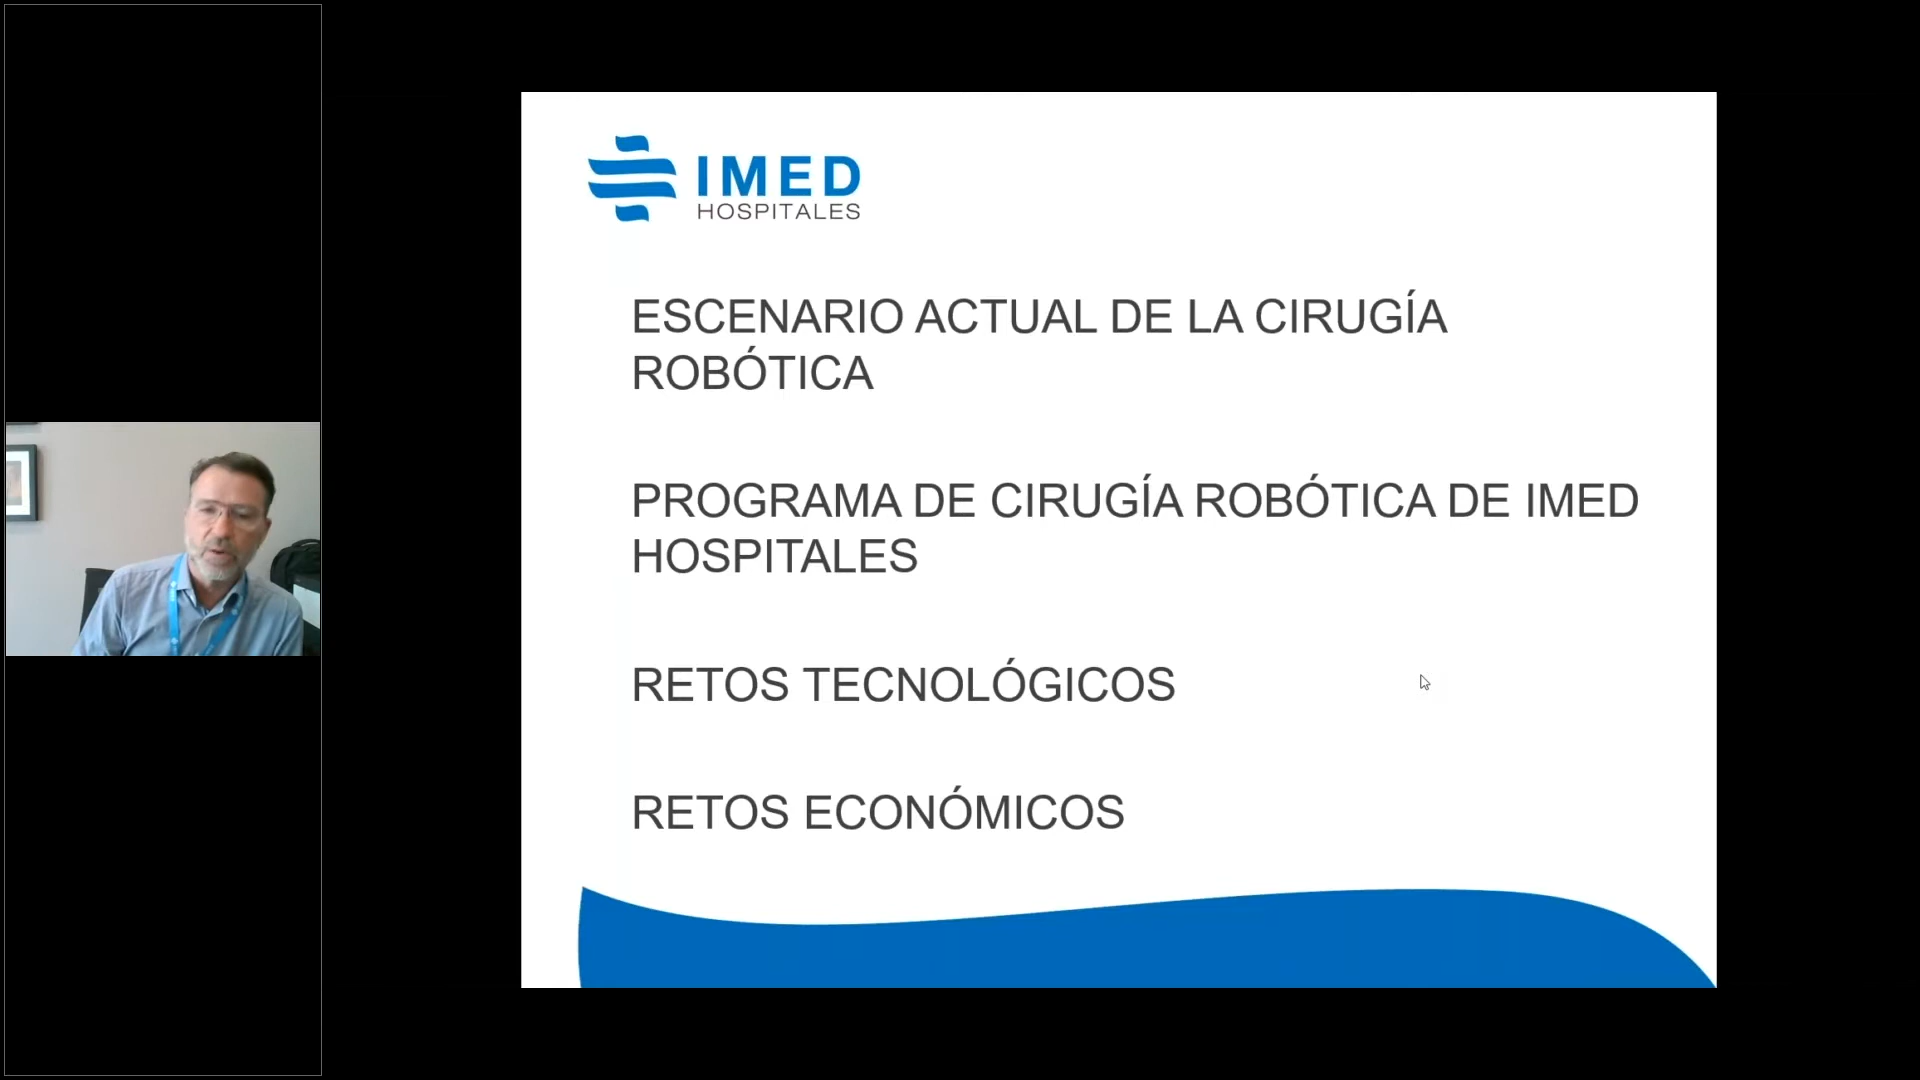 IMED
HOSPITALES
ESCENARIO ACTUAL DE LA CIRUGÍA
ROBÓTICA
PROGRAMA DE CIRUGÍA ROBÓTICA DE IMED
HOSPITALES
RETOS TECNOLÓGICOS
RETOS ECONÓMICOS